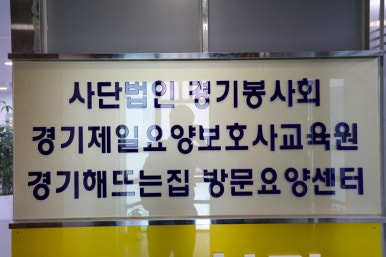 사단법인 경기봉사회
경기제일요양보호사교육원
경기해뜨는집 방문요양센터